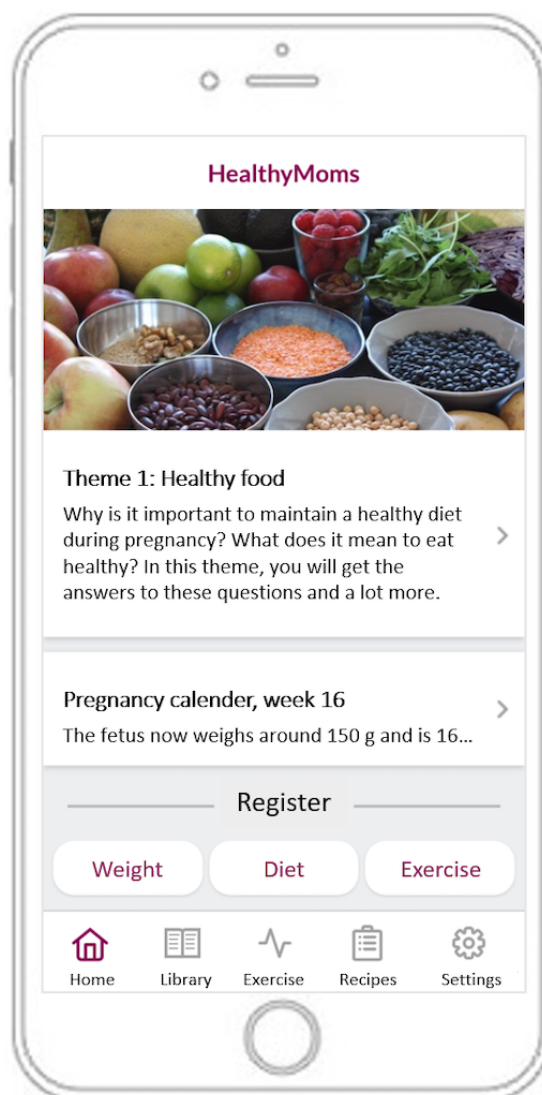 HealthyMoms
Theme 1: Healthy food
Why is it important to maintain a healthy diet
during pregnancy? What does it mean to eat
healthy? In this theme, you will get the
answers to these questions and a lot more.
Pregnancy calender, week 16
The fetus now weighs around 150 g and is 16...
Register
Weight Diet Exercise
Home Library Exercise Recipes Settings